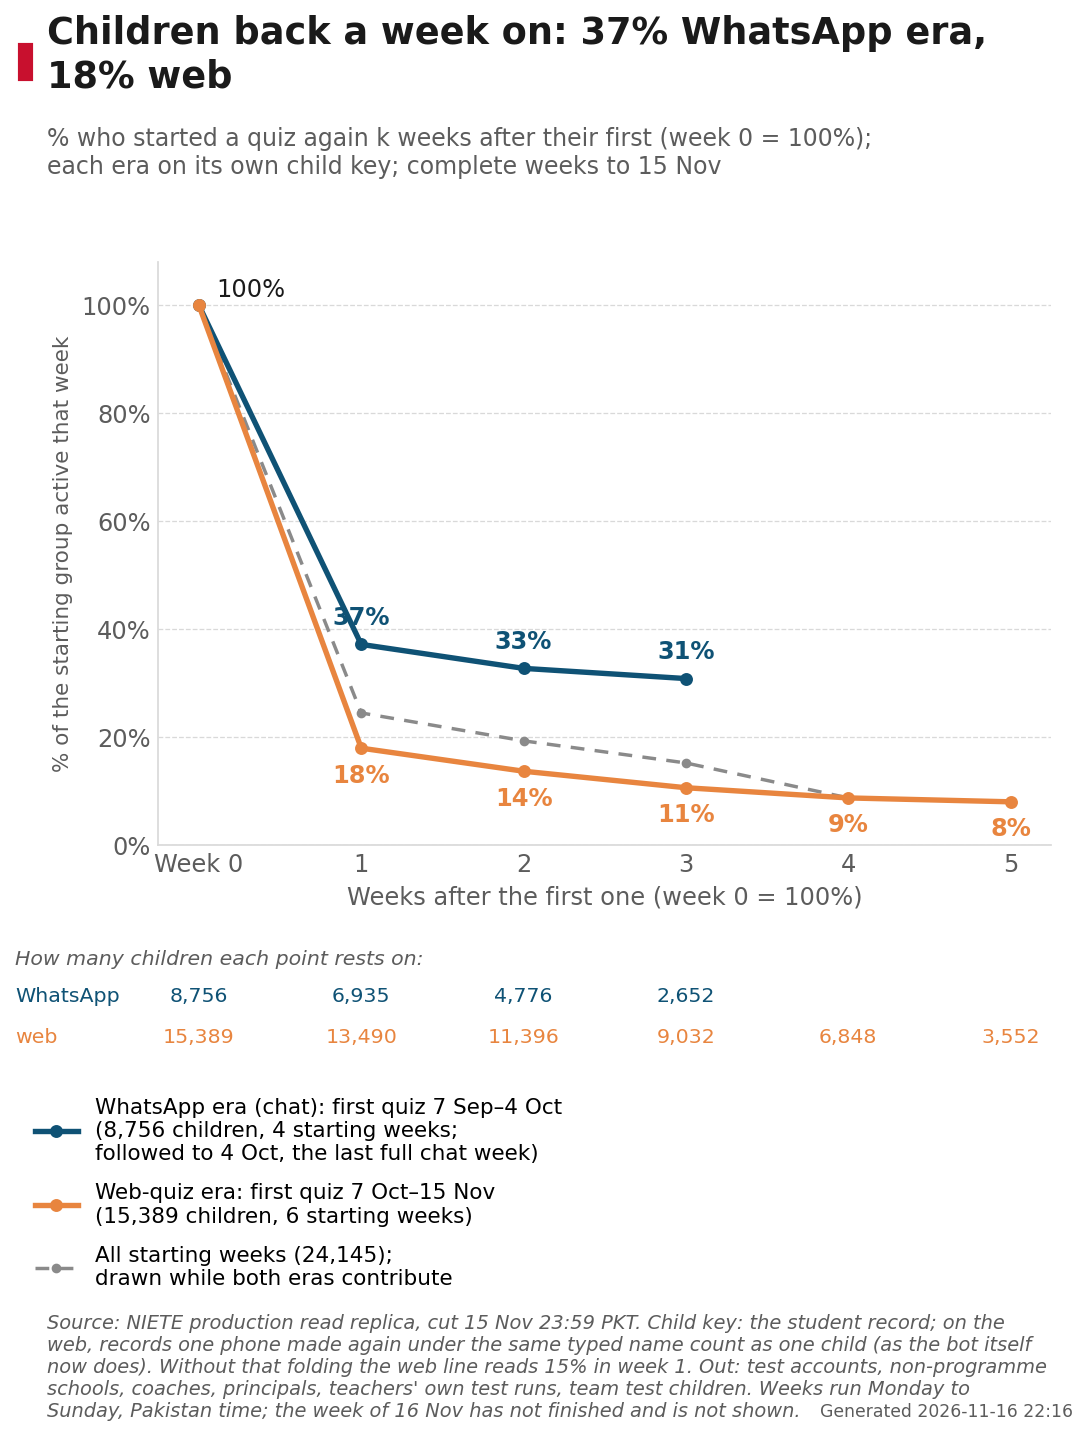 Children back a week on: 37% WhatsApp era,
18% web
% who started a quiz again k weeks after their first (week 0 = 100%);
each era on its own child key; complete weeks to 15 Nov
% of the starting group active that week
100%
80%
60%
40%
20%
0%
100%
37%
33%
31%
18%
14%
11%
9%
8%
Week 0 1 2 3 4 5
Weeks after the first one (week 0 = 100%)
How many children each point rests on:
WhatsApp 8,756 6,935 4,776 2,652
web 15,389 13,490 11,396 9,032 6,848 3,552
WhatsApp era (chat): first quiz 7 Sep–4 Oct
(8,756 children, 4 starting weeks;
followed to 4 Oct, the last full chat week)
Web-quiz era: first quiz 7 Oct–15 Nov
(15,389 children, 6 starting weeks)
All starting weeks (24,145);
drawn while both eras contribute
Source: NIETE production read replica, cut 15 Nov 23:59 PKT. Child key: the student record; on the
web, records one phone made again under the same typed name count as one child (as the bot itself
now does). Without that folding the web line reads 15% in week 1. Out: test accounts, non-programme
schools, coaches, principals, teachers' own test runs, team test children. Weeks run Monday to
Sunday, Pakistan time; the week of 16 Nov has not finished and is not shown.
Generated 2026-11-16 22:16